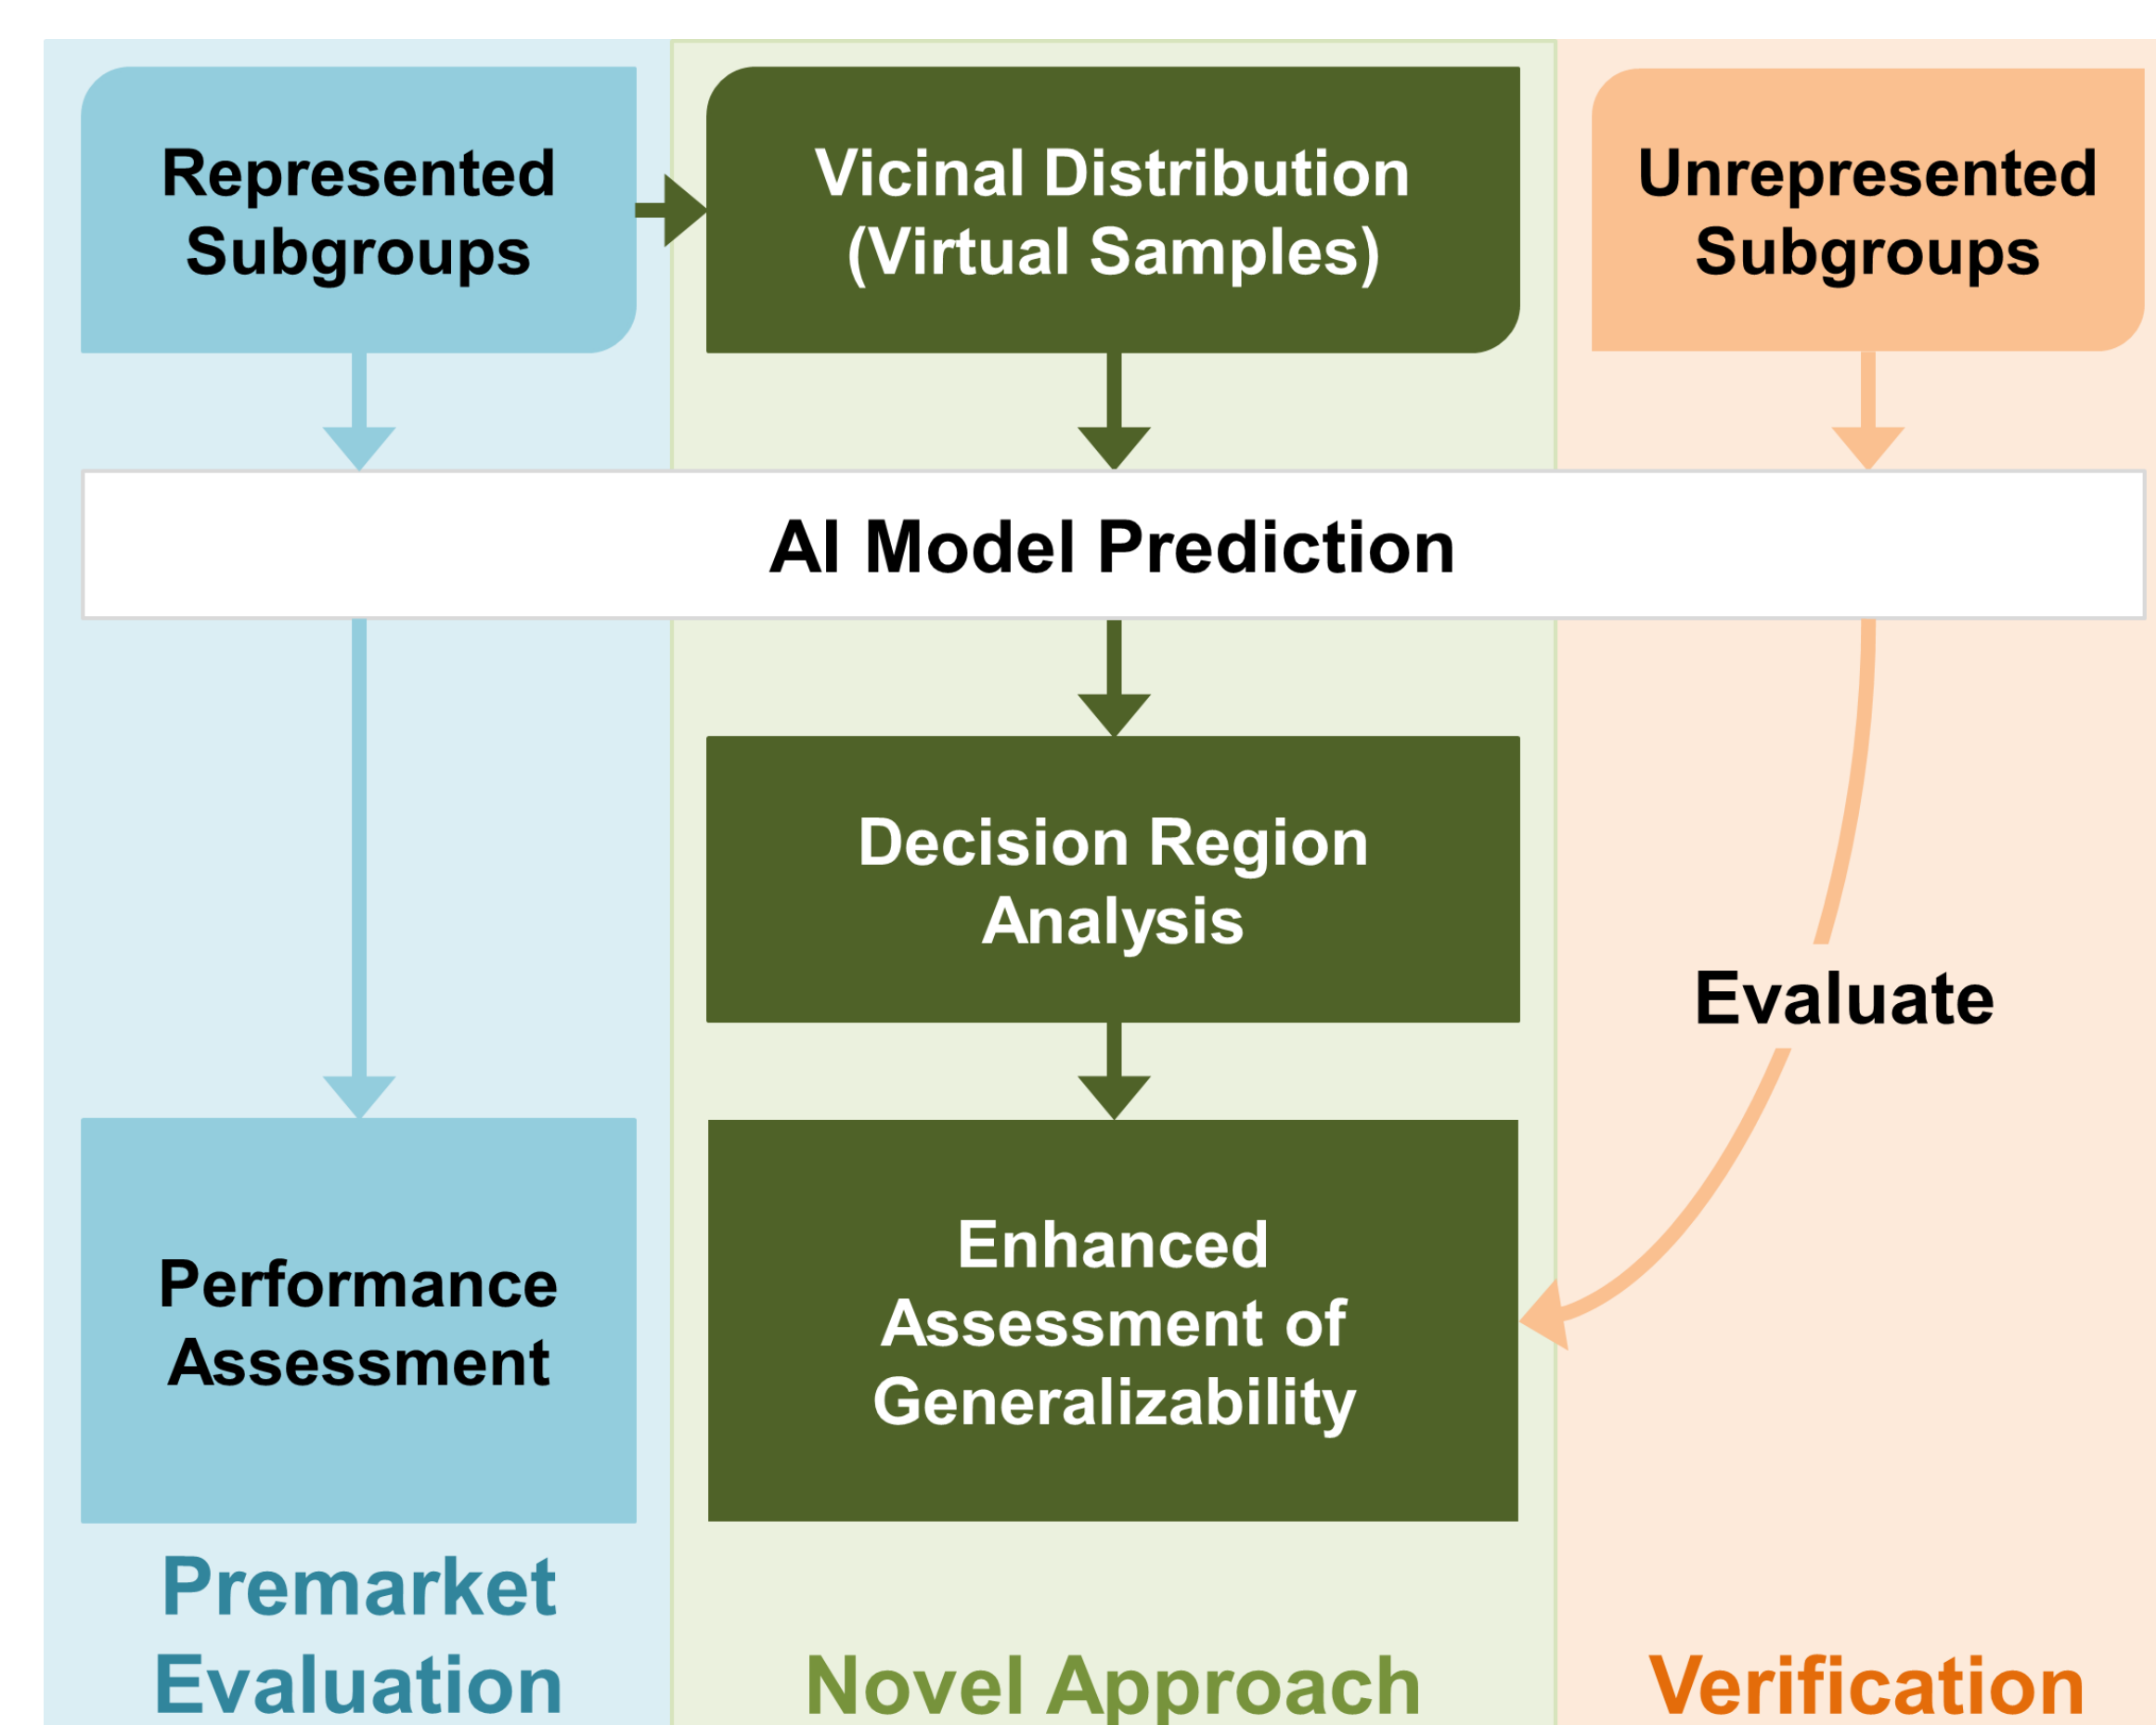 Represented
Subgroups
Vicinal Distribution
(Virtual Samples)
Unrepresented
Subgroups
AI Model Prediction
Decision Region
Analysis
Evaluate
Performance
Assessment
Enhanced
Assessment of
Generalizability
Premarket
Evaluation
Novel Approach
Verification